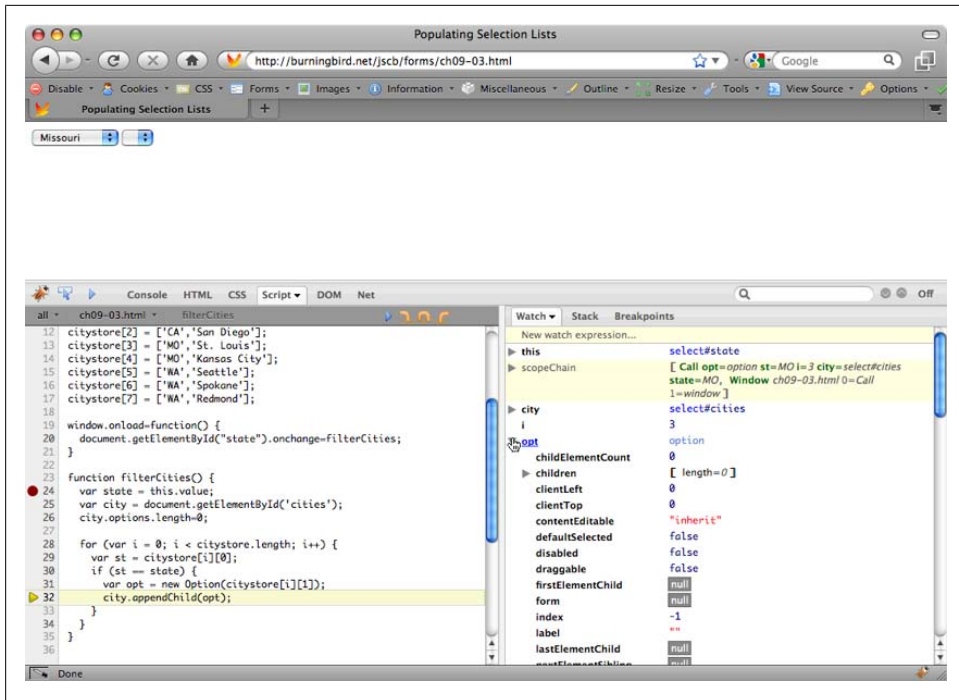 Populating Selection Lists
http://burningbird.net/jscb/forms/ch09-03.html
Google
Disable Cookies CSS Forms Images Information Miscellaneous Outline Resize Tools View Source Options
Populating Selection Lists +
Missouri
Console HTML CSS Script DOM Net Off
all ch09-03.html filterCities
12 citystore[2] = ['CA','San Diego'];
13 citystore[3] = ['MO','St. Louis'];
14 citystore[4] = ['MO','Kansas City'];
15 citystore[5] = ['WA','Seattle'];
16 citystore[6] = ['WA','Spokane'];
17 citystore[7] = ['WA','Redmond'];
18
19 window.onload=function() {
20 document.getElementById("state").onchange=filterCities;
21 }
22
23 function filterCities() {
24 var state = this.value;
25 var city = document.getElementById('cities');
26 city.options.length=0;
27
28 for (var i = 0; i < citystore.length; i++) {
29 var st = citystore[i][0];
30 if (st == state) {
31 var opt = new Option(citystore[i][1]);
32 city.appendChild(opt);
33 }
34 }
35 }
36
Watch Stack Breakpoints
New watch expression...
this select#state
scopeChain [ Call opt=option st=MO i=3 city=select#cities
state=MO, Window ch09-03.html 0=Call
1=window ]
city select#cities
i 3
opt option
childElementCount 0
children [ length=0 ]
clientLeft 0
clientTop 0
contentEditable "inherit"
defaultSelected false
disabled false
draggable false
firstElementChild null
form null
index -1
label ""
lastElementChild null
nextElementSibling null
Done